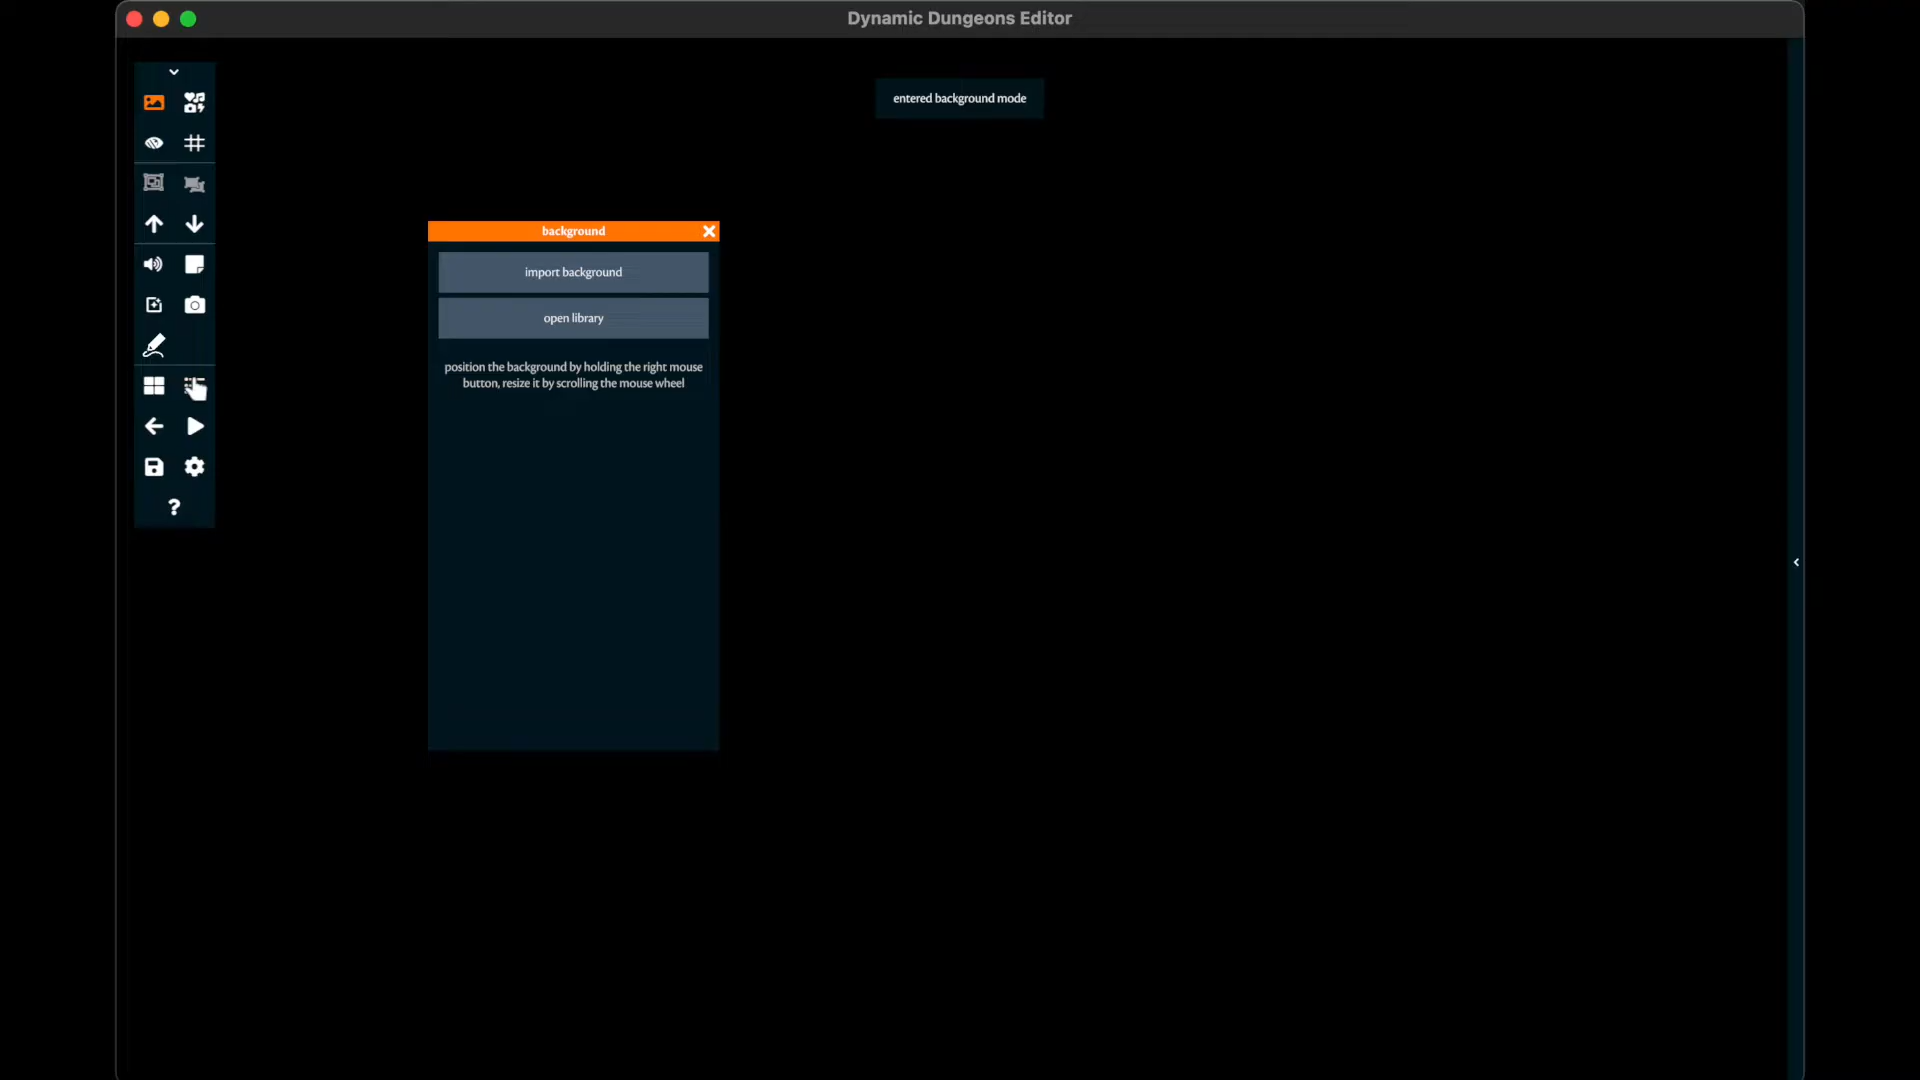 Dynamic Dungeons Editor
entered background mode
background
import background
open library
position the background by holding the right mouse
button, resize it by scrolling the mouse wheel
?